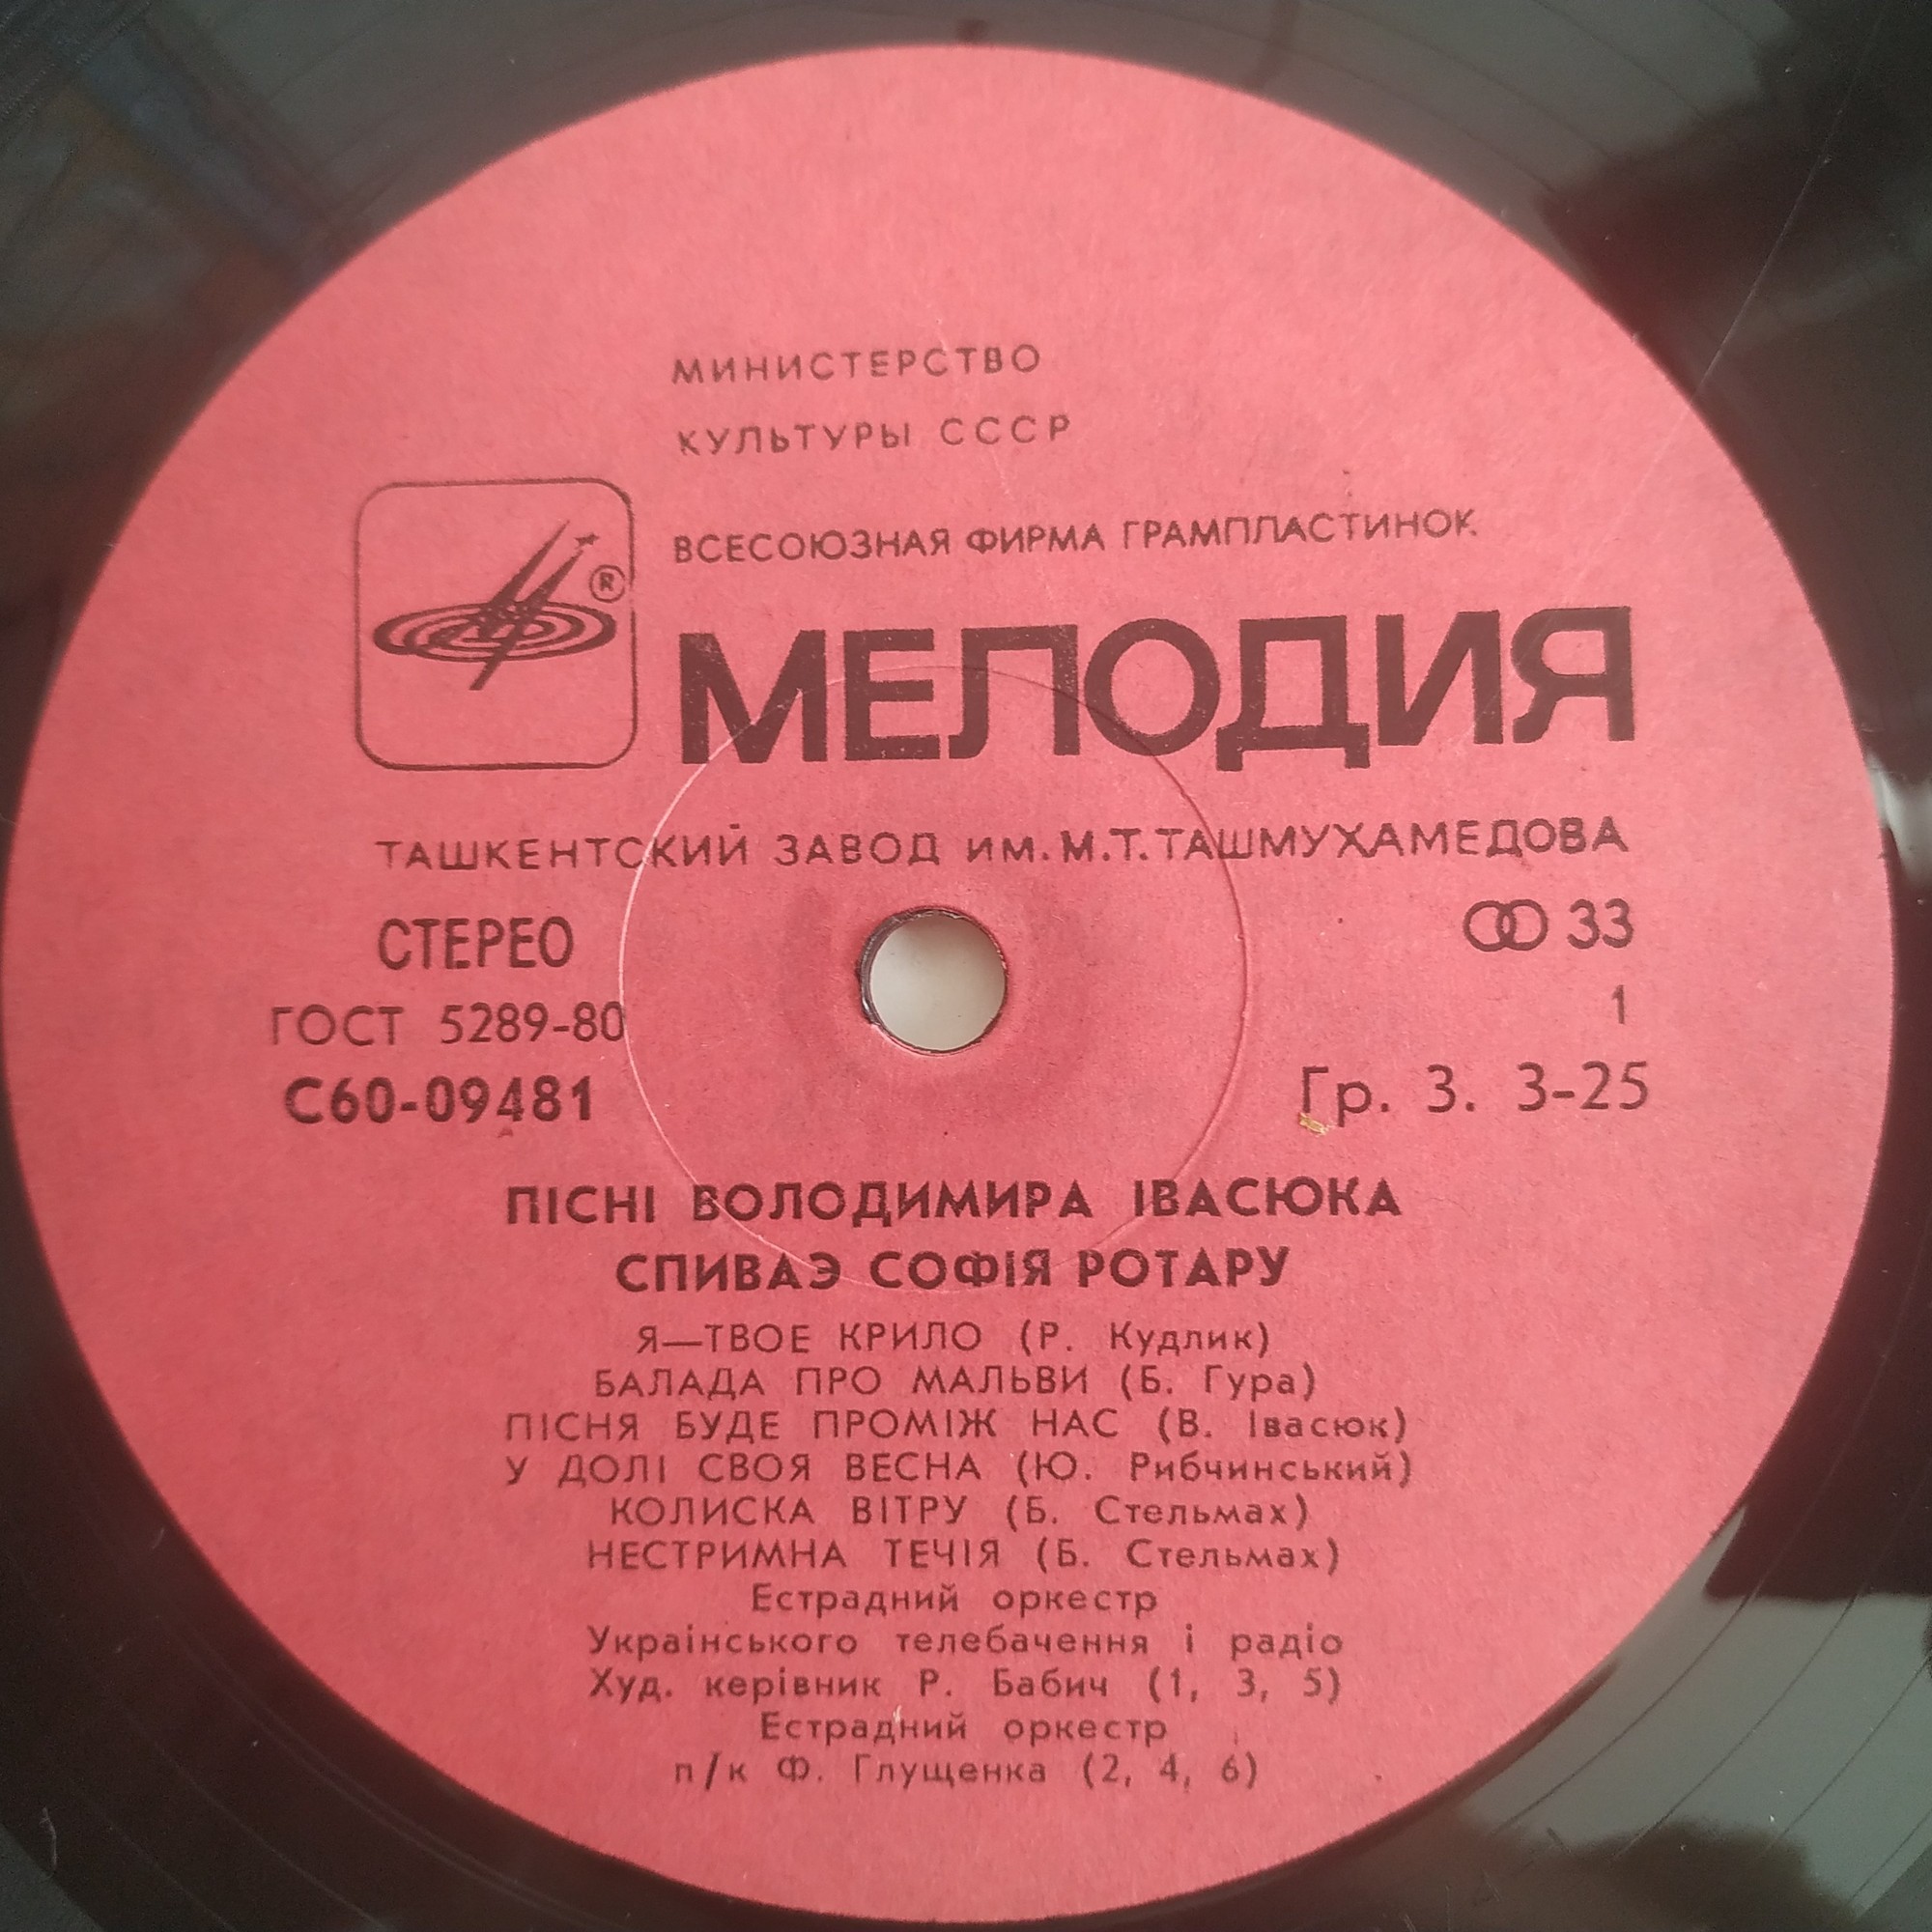 МИНИСТЕРСТВО
КУЛЬТУРЫ СССР
ВСЕСОЮЗНАЯ ФИРМА ГРАМПЛАСТИНОК
®
МЕЛОДИЯ
ТАШКЕНТСКИЙ ЗАВОД ИМ. М.Т. ТАШМУХАМЕДОВА
СТЕРЕО
33
ГОСТ 5289-80
1
С60-09481
Гр. 3. 3-25
ПІСНІ ВОЛОДИМИРА ІВАСЮКА
СПИВАЭ СОФІЯ РОТАРУ
Я—ТВОЕ КРИЛО (Р. Кудлик)
БАЛАДА ПРО МАЛЬВИ (Б. Гура)
ПІСНЯ БУДЕ ПРОМІЖ НАС (В. Івасюк)
У ДОЛІ СВОЯ ВЕСНА (Ю. Рибчинський)
КОЛИСКА ВІТРУ (Б. Стельмах)
НЕСТРИМНА ТЕЧІЯ (Б. Стельмах)
Естрадний оркестр
Украінського телебачення і радіо
Худ. керівник Р. Бабич (1, 3, 5)
Естрадний оркестр
п/к Ф. Глущенка (2, 4, 6)